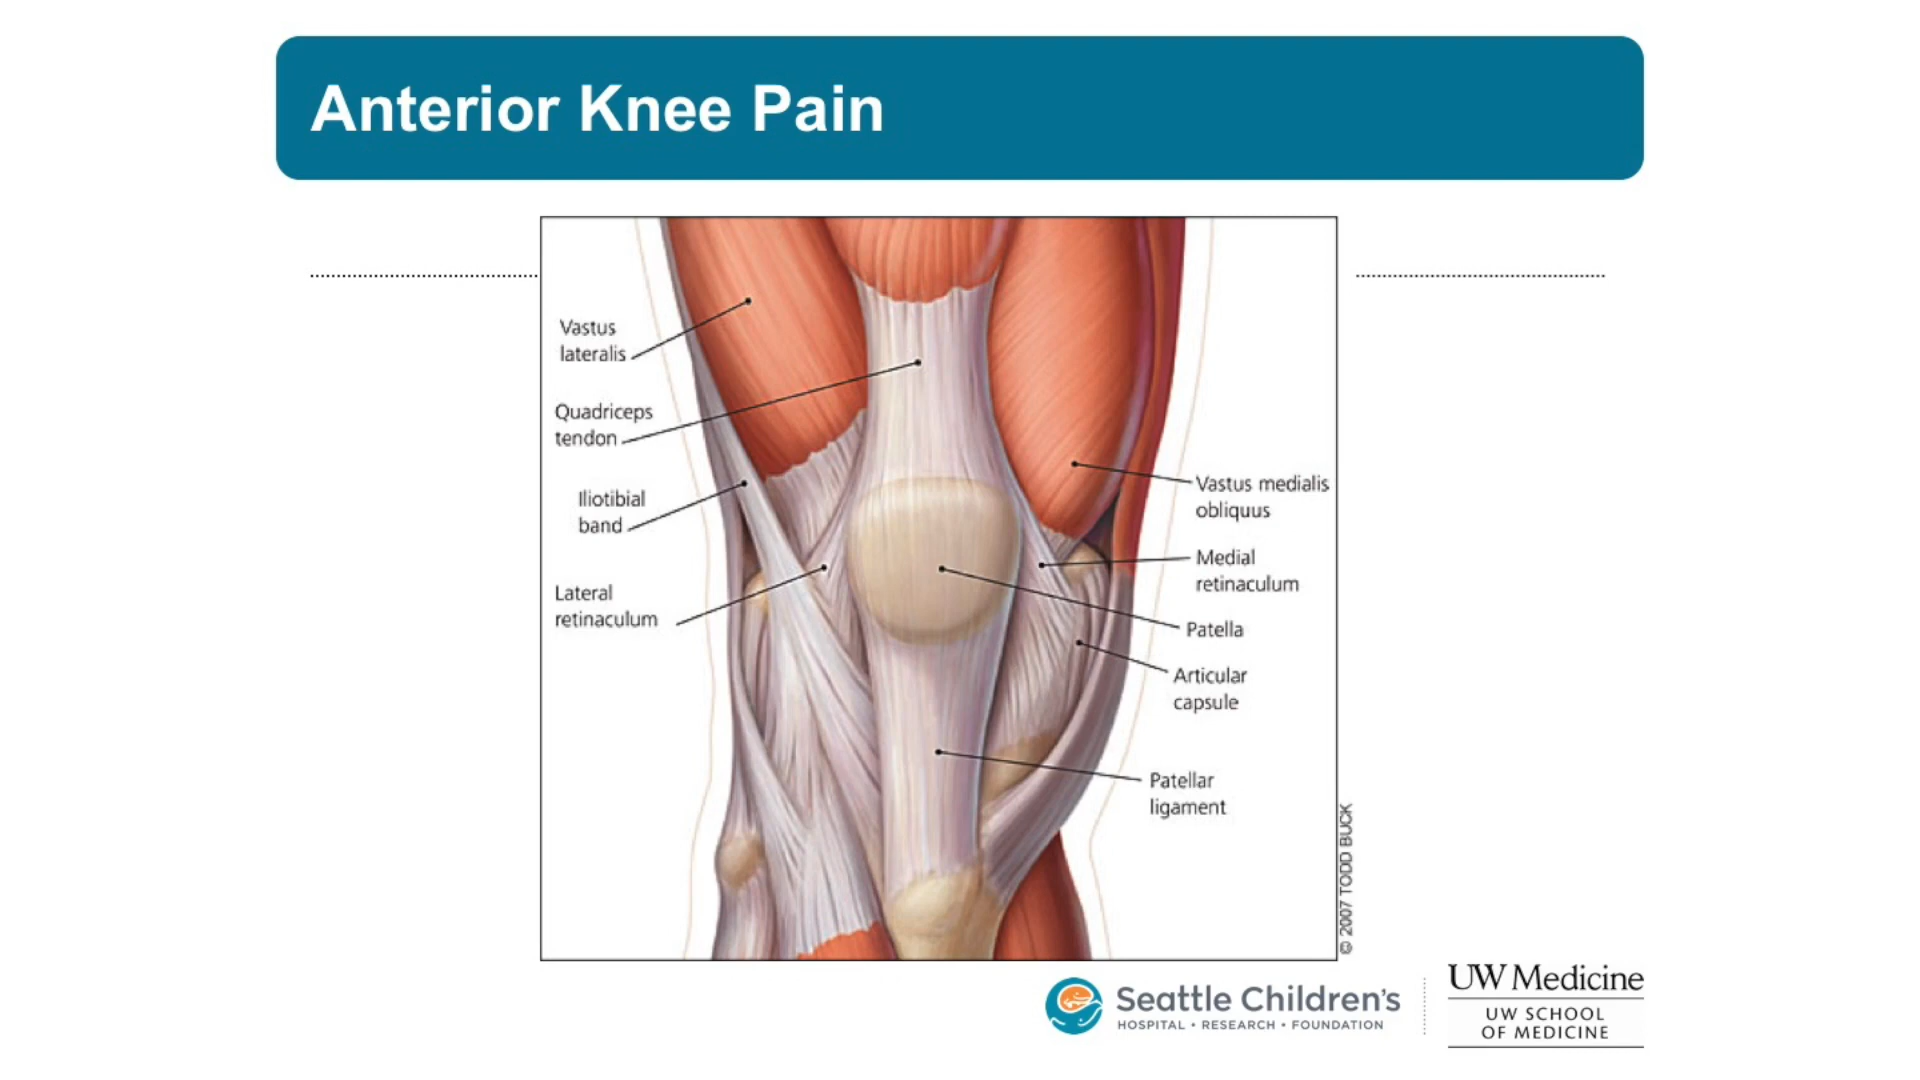 Anterior Knee Pain
Vastus
lateralis
Quadriceps
tendon
Iliotibial
band
Lateral
retinaculum
Vastus medialis
obliquus
Medial
retinaculum
Patella
Articular
capsule
Patellar
ligament
© 2007 TODD BUCK
Seattle Children's
HOSPITAL • RESEARCH • FOUNDATION
UW Medicine
UW SCHOOL
OF MEDICINE